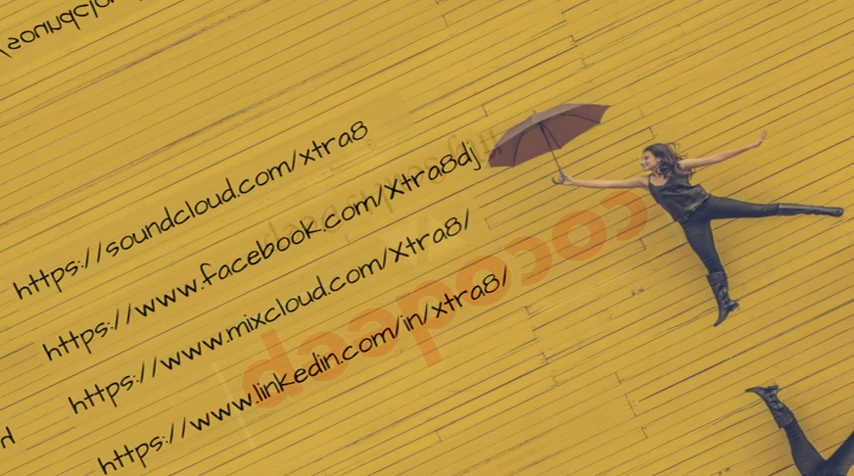 https://soundcloud.com/xtra8
https://www.facebook.com/Xtra8dj
https://www.mixcloud.com/Xtra8/
https://www.linkedin.com/in/xtra8/